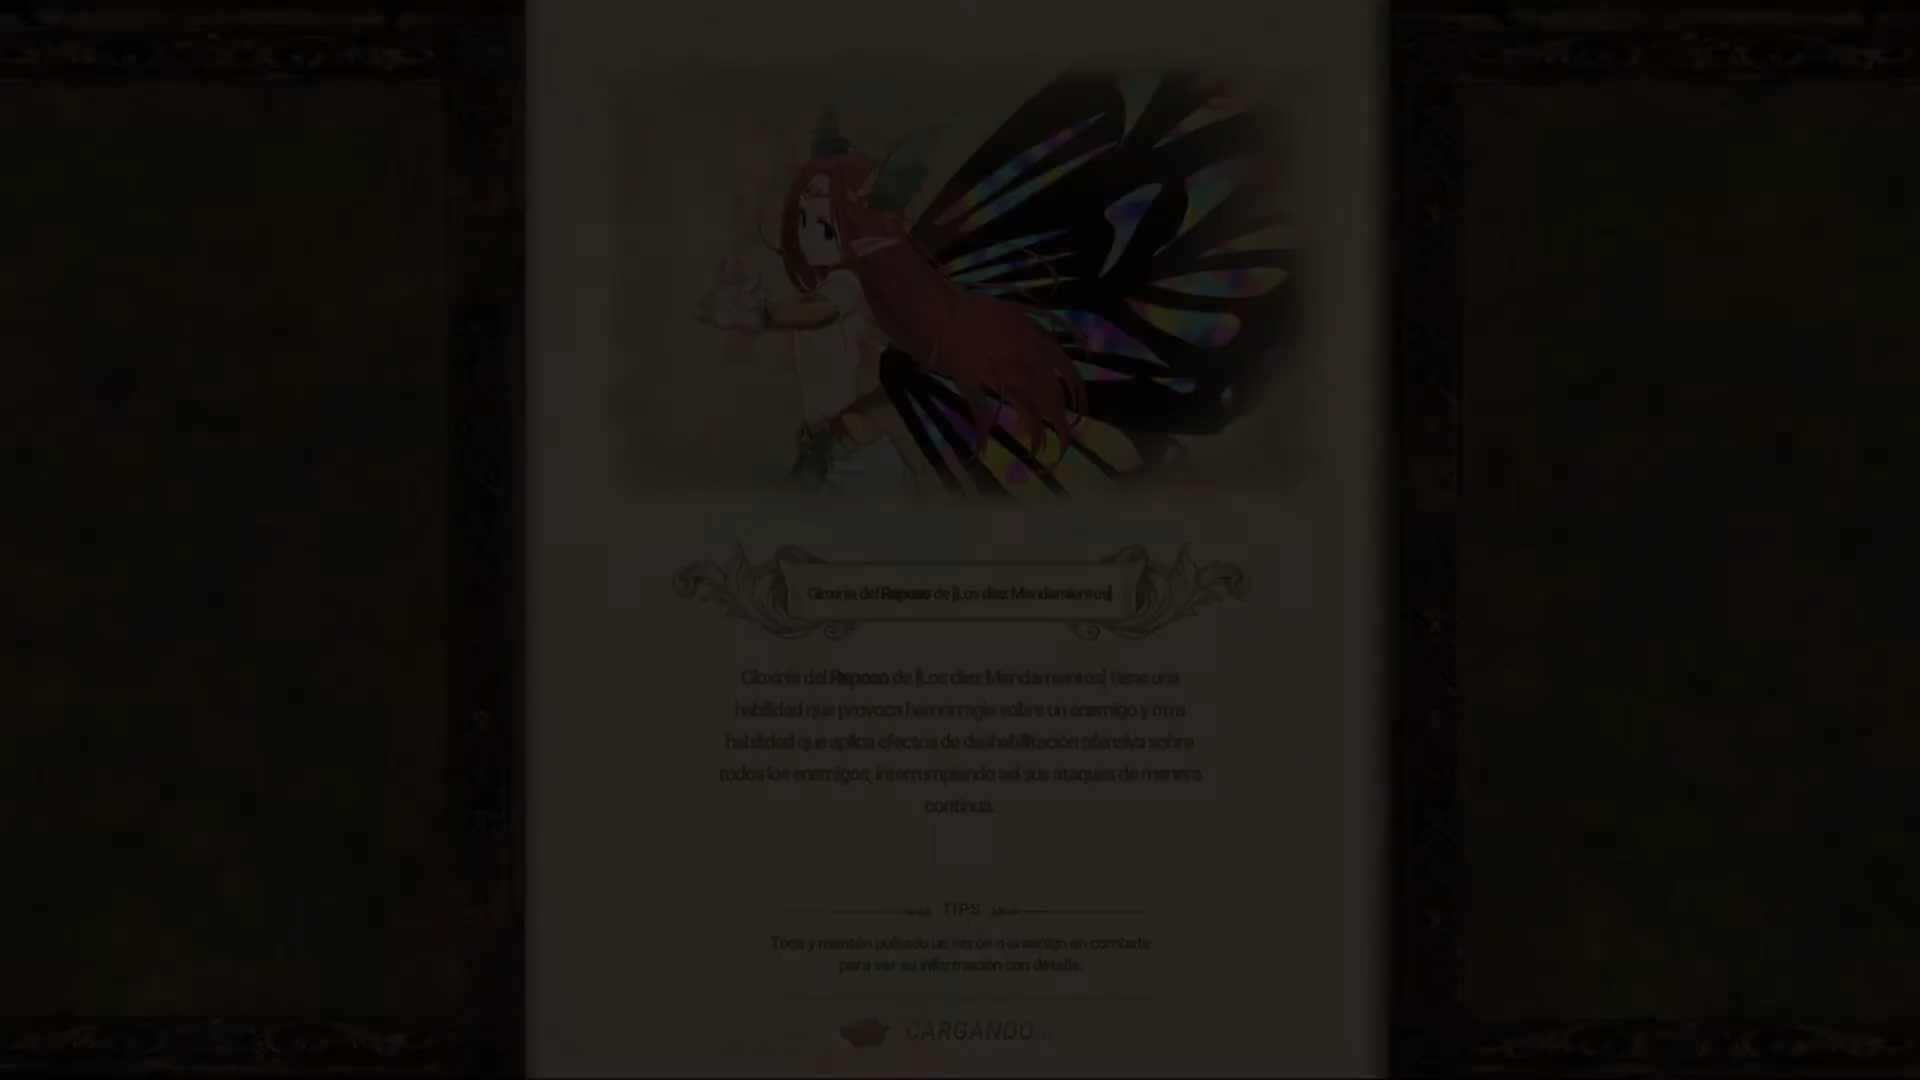 Gloxinia del Reposo de [Los diez Mandamientos]
Gloxinia del Reposo de [Los diez Mandamientos] tiene una
habilidad que provoca hemorragia sobre un enemigo y otra
habilidad que aplica efectos de deshabilitación ofensiva sobre
todos los enemigos, interrumpiendo así sus ataques de manera
continua.
TIPS
Toca y mantén pulsado un héroe o enemigo en combate
para ver su información con detalle.
CARGANDO...